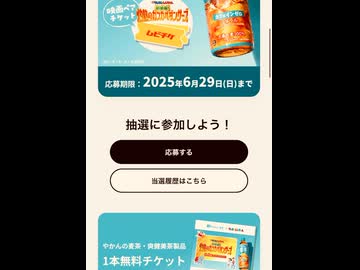 映画ペア
チケット
ムビチケ
応募期限：2025年6月29日(日)まで
抽選に参加しよう！
応募する
当選履歴はこちら
やかんの麦茶・爽健美茶製品
1本無料チケット